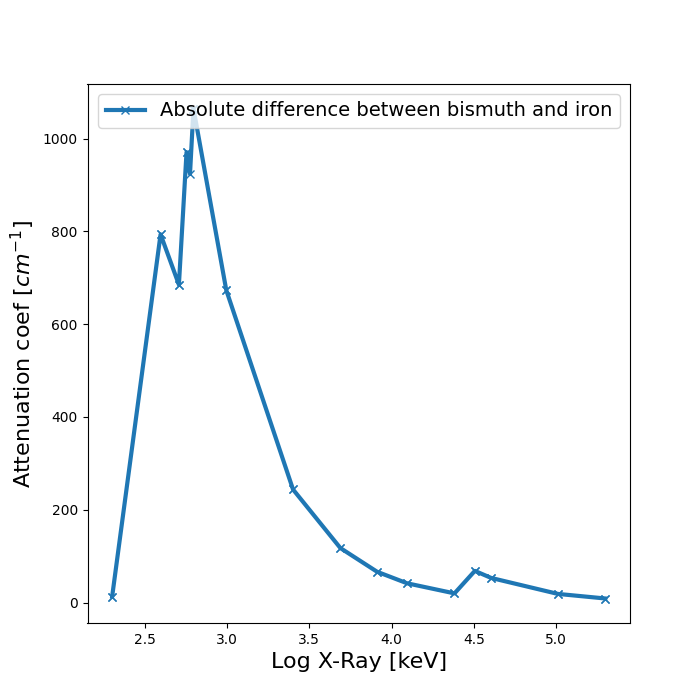 Absolute difference between bismuth and iron
1000
800
600
400
200
0
Attenuation coef [cm⁻¹]
2.5 3.0 3.5 4.0 4.5 5.0
Log X-Ray [keV]